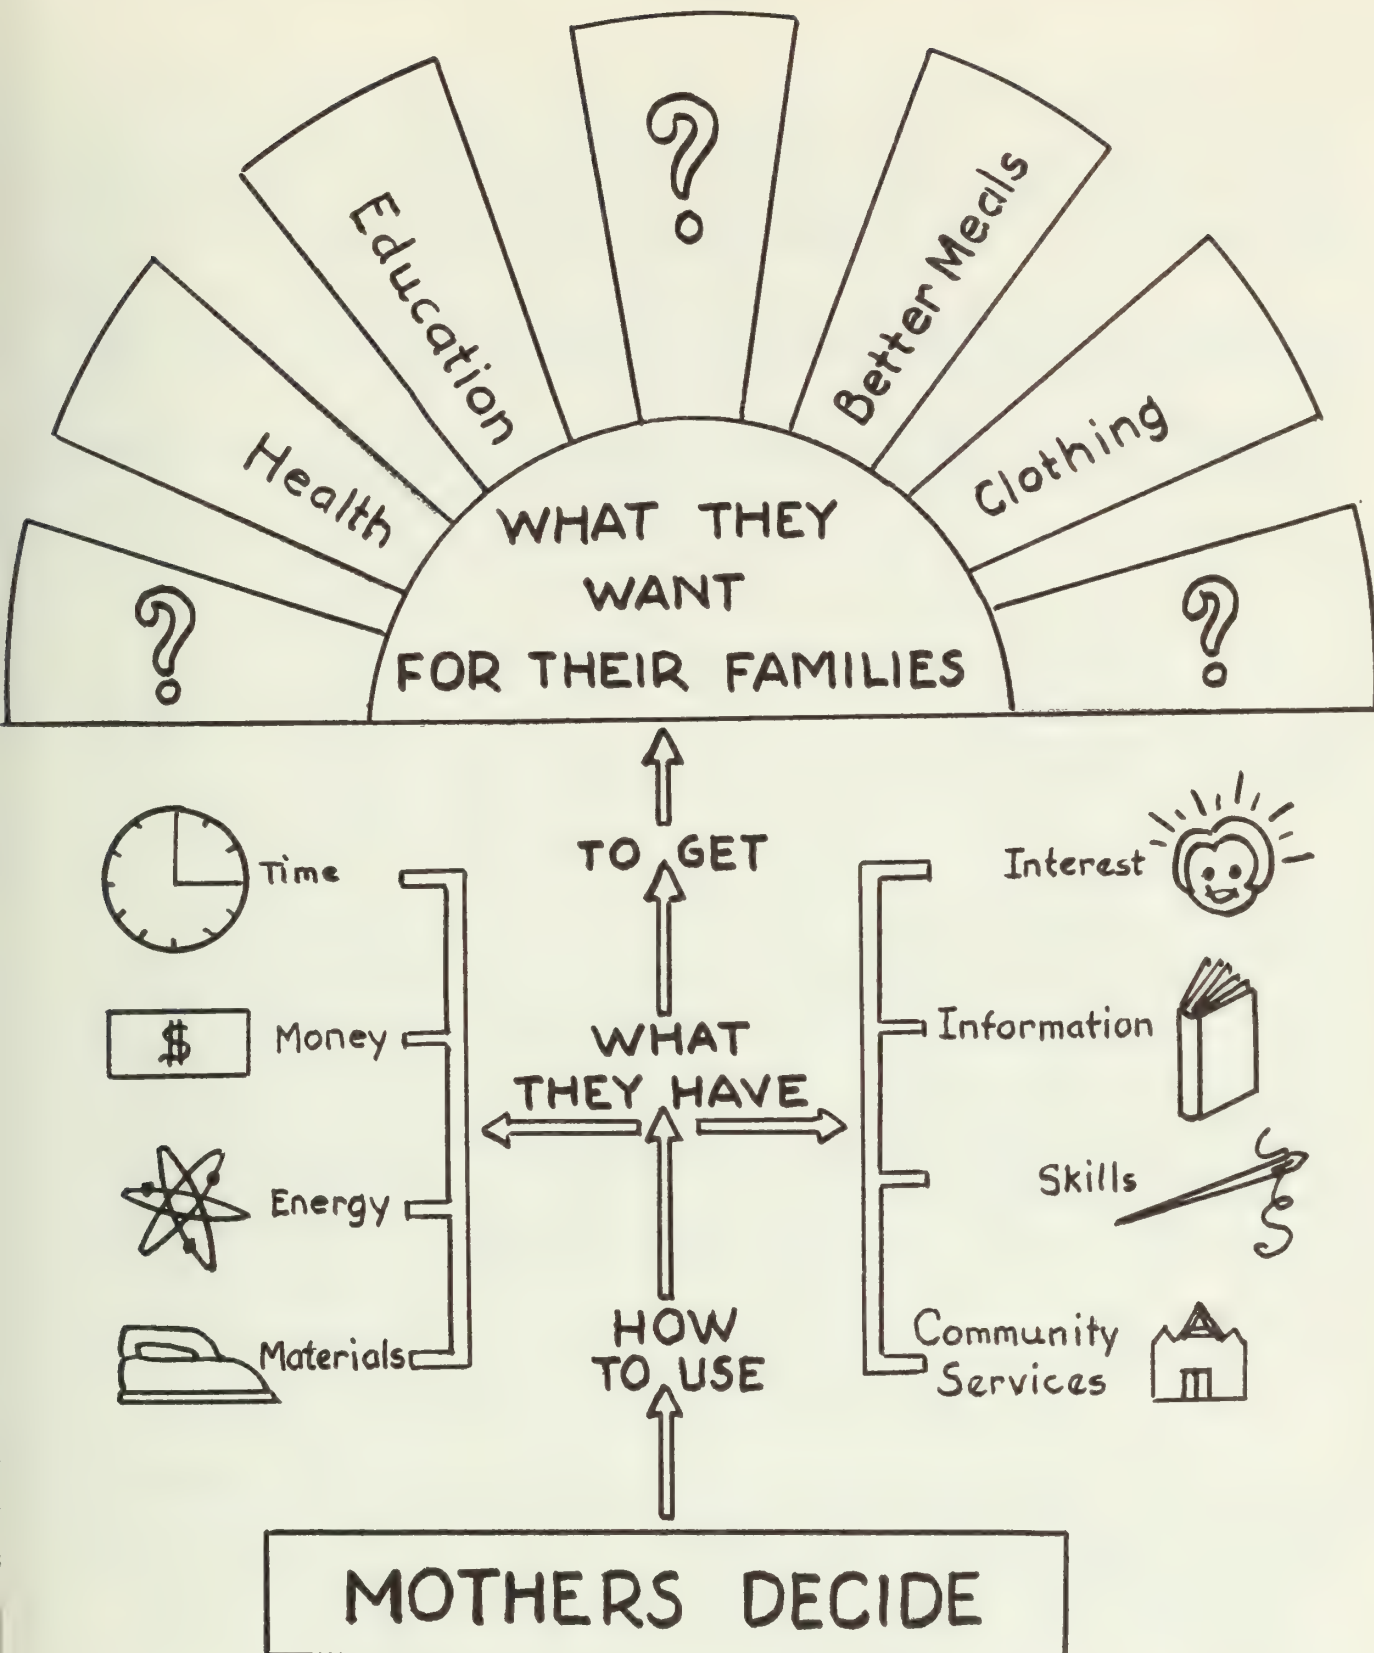 ?
Health
Education
?
Better Meals
Clothing
?
WHAT THEY
WANT
FOR THEIR FAMILIES
TO GET
Time
Interest
$
Money
WHAT
THEY HAVE
Information
Energy
Skills
Materials
HOW
TO USE
Community
Services
MOTHERS DECIDE